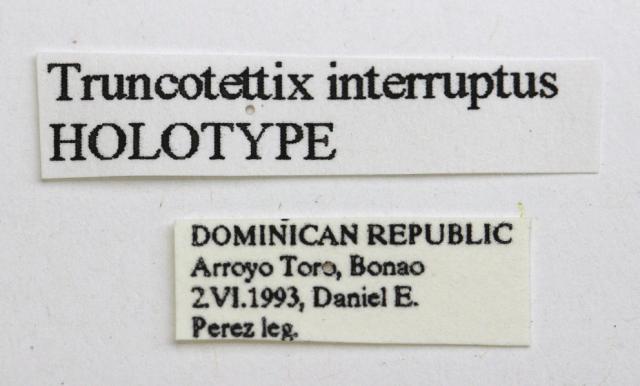 Truncotettix interruptus
HOLOTYPE
DOMINICAN REPUBLIC
Arroyo Toro, Bonao
2.VI.1993, Daniel E.
Perez leg.